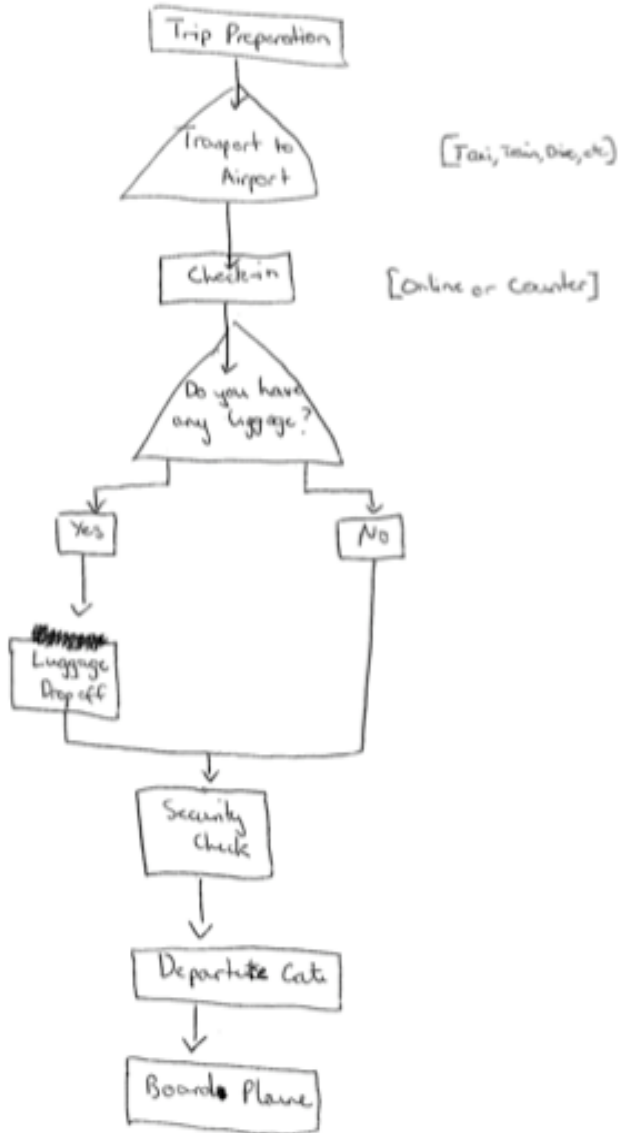 Trip Preparation
Transport to
Airport
[Taxi, Train, Drive, etc]
Check-in
[Online or Counter]
Do you have
any luggage?
Yes
No
Luggage
Drop off
Security
Check
Departure Gate
Board Plane